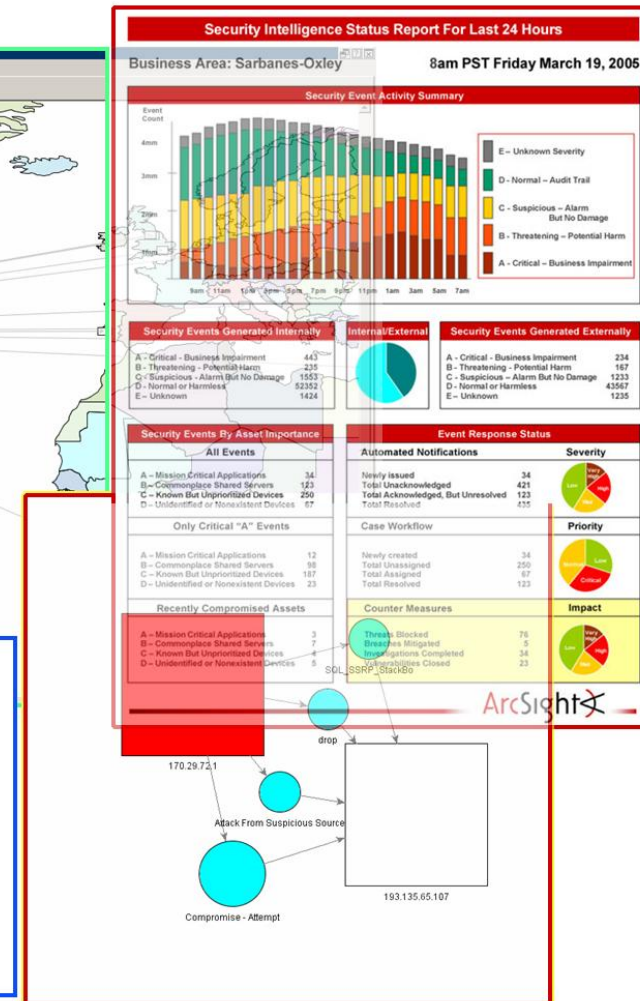 Security Intelligence Status Report For Last 24 Hours
Business Area: Sarbanes-Oxley
8am PST Friday March 19, 2005
Security Event Activity Summary
Event
Count
4mm
3mm
2mm
E – Unknown Severity
D - Normal – Audit Trail
C - Suspicious – Alarm
But No Damage
B - Threatening – Potential Harm
A - Critical – Business Impairment
9am 11am 1pm 3pm 5pm 7pm 9pm 11pm 1am 3am 5am 7am
Security Events Generated Internally
A - Critical - Business Impairment 443
B - Threatening - Potential Harm 235
C - Suspicious - Alarm But No Damage 1553
D - Normal or Harmless 52352
E – Unknown 1424
Internal/External
Security Events Generated Externally
A - Critical - Business Impairment 234
B - Threatening - Potential Harm 167
C - Suspicious – Alarm But No Damage 1233
D - Normal or Harmless 43567
E – Unknown 1235
Security Events By Asset Importance
All Events
A – Mission Critical Applications 34
B – Commonplace Shared Servers 123
C – Known But Unprioritized Devices 250
D – Unidentified or Nonexistent Devices 67
Only Critical "A" Events
A – Mission Critical Applications 12
B – Commonplace Shared Servers 98
C – Known But Unprioritized Devices 187
D – Unidentified or Nonexistent Devices 23
Recently Compromised Assets
A – Mission Critical Applications 3
B – Commonplace Shared Servers 7
C – Known But Unprioritized Devices 4
D – Unidentified or Nonexistent Devices 5
Event Response Status
Automated Notifications
Severity
Newly issued 34
Total Unacknowledged 421
Total Acknowledged, But Unresolved 123
Total Resolved 435
Low
Very
High
High
Med
Case Workflow
Priority
Newly created 34
Total Unassigned 250
Total Assigned 67
Total Resolved 123
Medical
Low
Critical
Counter Measures
Impact
Threats Blocked 76
Breaches Mitigated 5
Investigations Completed 34
Vulnerabilities Closed 23
Low
Very
High
High
Med
SQL_SSRP_StackBo
ArcSight
drop
170.29.72.1
Attack From Suspicious Source
Compromise - Attempt
193.135.65.107